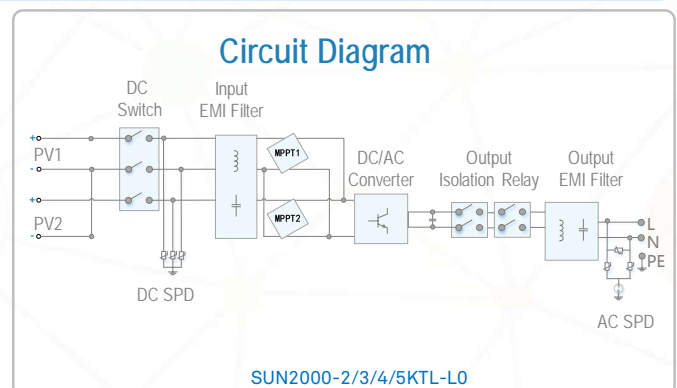 Circuit Diagram
DC
Switch
Input
EMI Filter
+
PV1
-
+
PV2
-
MPPT1
MPPT2
DC/AC
Converter
Output
Isolation Relay
Output
EMI Filter
L
N
PE
DC SPD
AC SPD
SUN2000-2/3/4/5KTL-L0